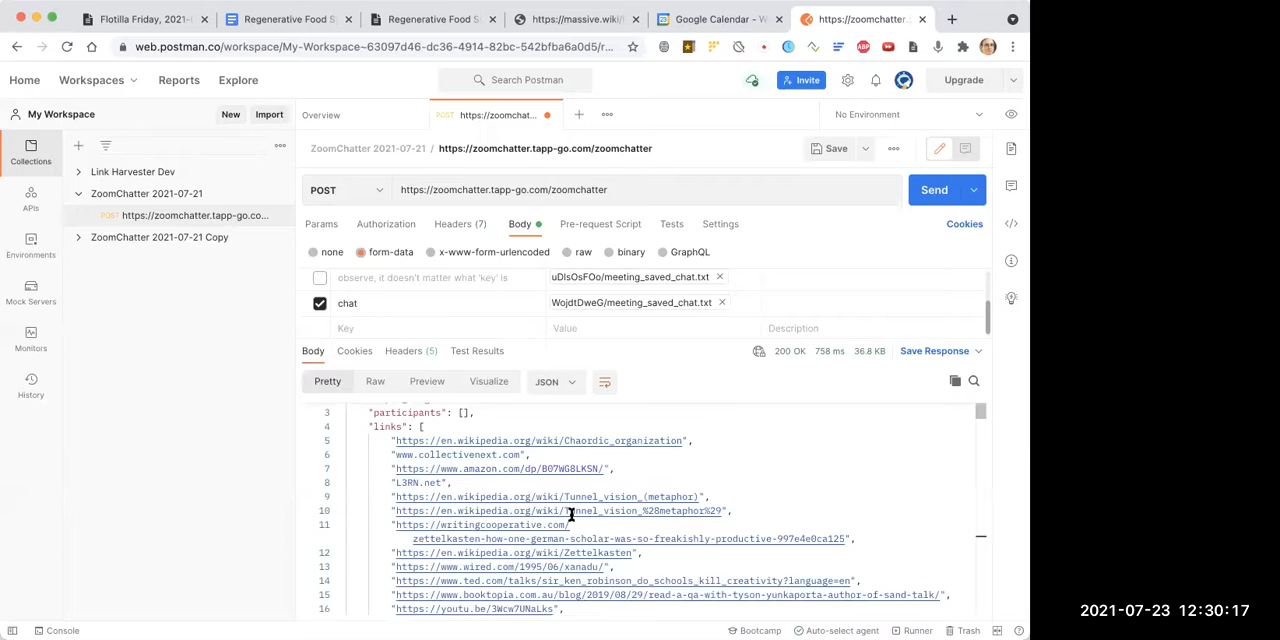 Flotilla Friday, 2021-
Regenerative Food S
Regenerative Food S
https://massive.wiki/
Google Calendar – W
https://zoomchatter.
web.postman.co/workspace/My-Workspace~63097d46-dc36-4914-82bc-542bfba6a0d5/r...
Home Workspaces Reports Explore Search Postman Invite Upgrade
My Workspace New Import
Overview POST https://zoomchat... No Environment
Collections
APIs
Environments
Mock Servers
Monitors
History
Link Harvester Dev
ZoomChatter 2021-07-21
POST https://zoomchatter.tapp-go.co...
ZoomChatter 2021-07-21 Copy
ZoomChatter 2021-07-21 / https://zoomchatter.tapp-go.com/zoomchatter Save
POST https://zoomchatter.tapp-go.com/zoomchatter Send
Params Authorization Headers (7) Body Pre-request Script Tests Settings Cookies
none form-data x-www-form-urlencoded raw binary GraphQL
observe, it doesn't matter what 'key' is uDlsOsFOo/meeting_saved_chat.txt
chat WojdtDweG/meeting_saved_chat.txt
Key Value Description
Body Cookies Headers (5) Test Results 200 OK 758 ms 36.8 KB Save Response
Pretty Raw Preview Visualize JSON
3 "participants": [],
4 "links": [
5 "https://en.wikipedia.org/wiki/Chaordic_organization",
6 "www.collectivenext.com",
7 "https://www.amazon.com/dp/B07WG8LKSN/",
8 "L3RN.net",
9 "https://en.wikipedia.org/wiki/Tunnel_vision_(metaphor)",
10 "https://en.wikipedia.org/wiki/Tunnel_vision_%28metaphor%29",
11 "https://writingcooperative.com/
zettelkasten-how-one-german-scholar-was-so-freakishly-productive-997e4e0ca125",
12 "https://en.wikipedia.org/wiki/Zettelkasten",
13 "https://www.wired.com/1995/06/xanadu/",
14 "https://www.ted.com/talks/sir_ken_robinson_do_schools_kill_creativity?language=en",
15 "https://www.booktopia.com.au/blog/2019/08/29/read-a-qa-with-tyson-yunkaporta-author-of-sand-talk/",
16 "https://youtu.be/3Wcw7UNaLks",
Console Bootcamp Auto-select agent Runner Trash
2021-07-23 12:30:17